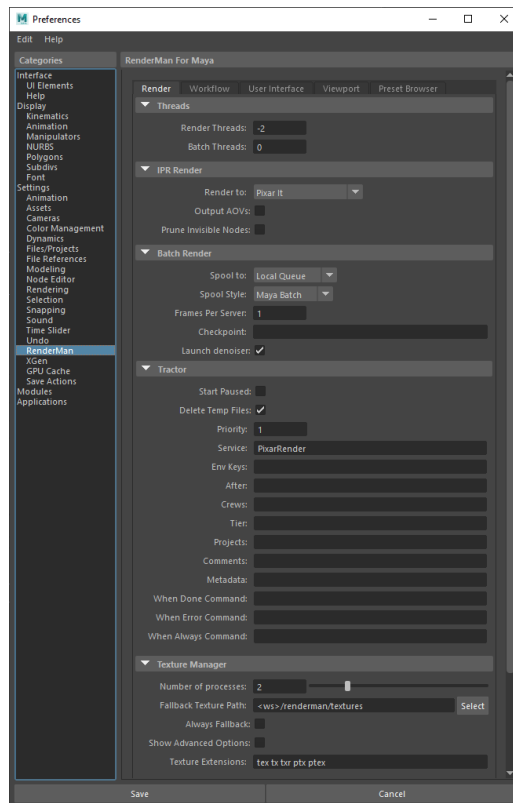 Preferences
Edit Help
Categories
Interface
UI Elements
Help
Display
Kinematics
Animation
Manipulators
NURBS
Polygons
Subdivs
Font
Settings
Animation
Assets
Cameras
Color Management
Dynamics
Files/Projects
File References
Modeling
Node Editor
Rendering
Selection
Snapping
Sound
Time Slider
Undo
RenderMan
XGen
GPU Cache
Save Actions
Modules
Applications
RenderMan For Maya
Render Workflow User Interface Viewport Preset Browser
Threads
Render Threads: -2
Batch Threads: 0
IPR Render
Render to: Pixar It
Output AOVs:
Prune Invisible Nodes:
Batch Render
Spool to: Local Queue
Spool Style: Maya Batch
Frames Per Server: 1
Checkpoint:
Launch denoiser:
Tractor
Start Paused:
Delete Temp Files:
Priority: 1
Service: PixarRender
Env Keys:
After:
Crews:
Tier:
Projects:
Comments:
Metadata:
When Done Command:
When Error Command:
When Always Command:
Texture Manager
Number of processes: 2
Fallback Texture Path: <ws>/renderman/textures Select
Always Fallback:
Show Advanced Options:
Texture Extensions: tex tx txr ptx ptex
Save Cancel